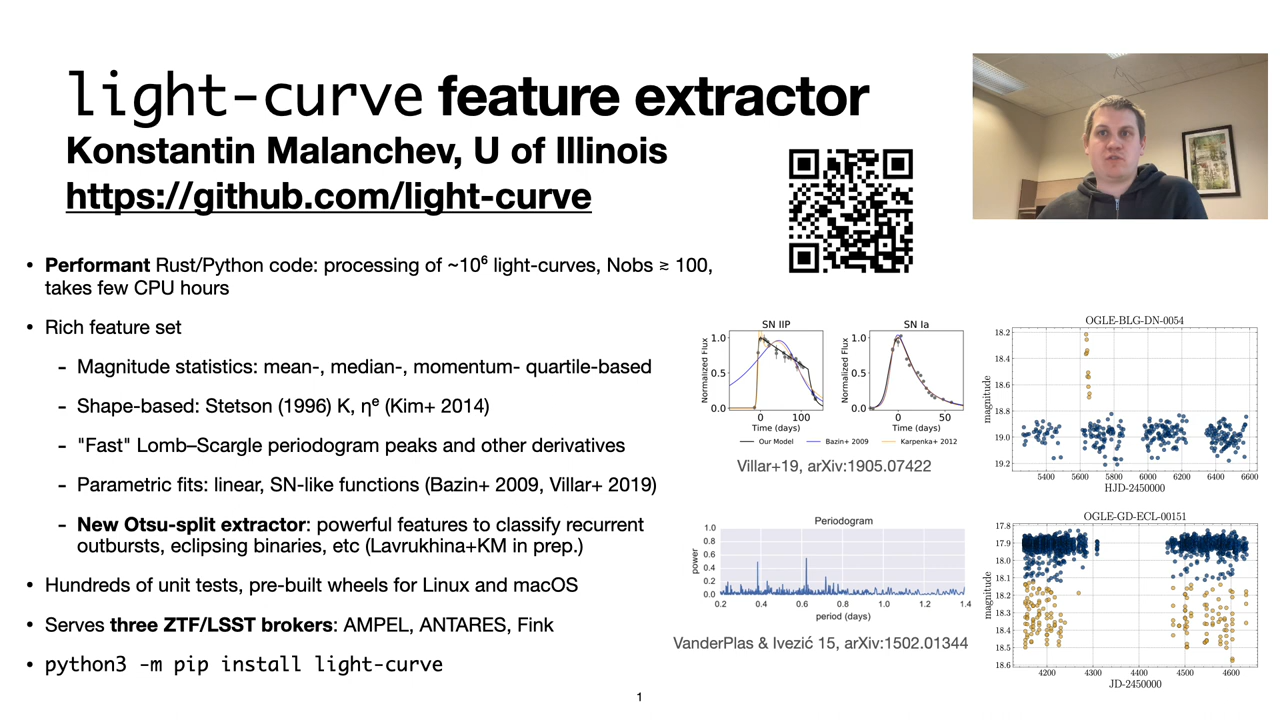 light-curve feature extractor
Konstantin Malanchev, U of Illinois
https://github.com/light-curve
• Performant Rust/Python code: processing of ~10⁶ light-curves, Nobs ≳ 100,
takes few CPU hours
• Rich feature set
- Magnitude statistics: mean-, median-, momentum- quartile-based
- Shape-based: Stetson (1996) K, ηᵉ (Kim+ 2014)
- "Fast" Lomb–Scargle periodogram peaks and other derivatives
- Parametric fits: linear, SN-like functions (Bazin+ 2009, Villar+ 2019)
- New Otsu-split extractor: powerful features to classify recurrent
outbursts, eclipsing binaries, etc (Lavrukhina+KM in prep.)
• Hundreds of unit tests, pre-built wheels for Linux and macOS
• Serves three ZTF/LSST brokers: AMPEL, ANTARES, Fink
• python3 -m pip install light-curve
SN IIP
Normalized Flux
1.0
0.5
0.0
0 100
Time (days)
SN Ia
Normalized Flux
1.0
0.5
0.0
0 50
Time (days)
Our Model Bazin+ 2009 Karpenka+ 2012
Villar+19, arXiv:1905.07422
OGLE-BLG-DN-0054
magnitude
18.2
18.4
18.6
18.8
19.0
19.2
5400 5600 5800 6000 6200 6400 6600
HJD-2450000
Periodogram
power
1.0
0.8
0.6
0.4
0.2
0.0
0.2 0.4 0.6 0.8 1.0 1.2 1.4
period (days)
VanderPlas & Ivezić 15, arXiv:1502.01344
OGLE-GD-ECL-00151
magnitude
17.8
17.9
18.0
18.1
18.2
18.3
18.4
18.5
18.6
4200 4300 4400 4500 4600
JD-2450000
1